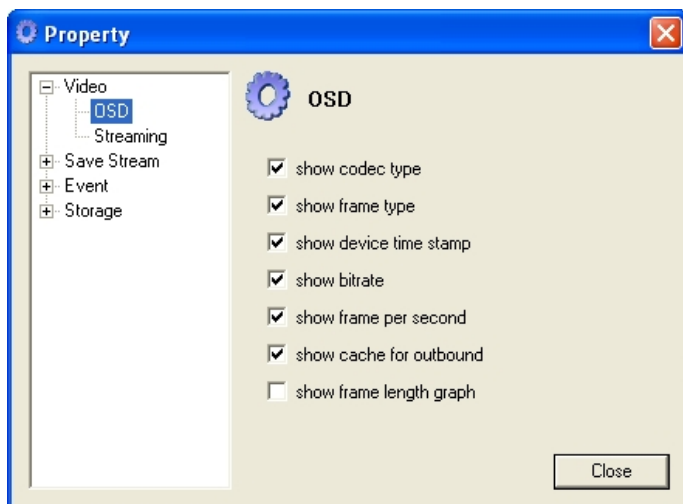 Property
Video
OSD
Streaming
Save Stream
Event
Storage
OSD
show codec type
show frame type
show device time stamp
show bitrate
show frame per second
show cache for outbound
show frame length graph
Close